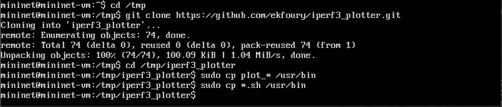 mininet@mininet-vm:~$ cd /tmp
mininet@mininet-vm:/tmp$ git clone https://github.com/ekfoury/iperf3_plotter.git
Cloning into 'iperf3_plotter'...
remote: Enumerating objects: 74, done.
remote: Total 74 (delta 0), reused 0 (delta 0), pack-reused 74 (from 1)
Unpacking objects: 100% (74/74), 100.09 KiB | 1.04 MiB/s, done.
mininet@mininet-vm:/tmp$ cd /tmp/iperf3_plotter
mininet@mininet-vm:/tmp/iperf3_plotter$ sudo cp plot_* /usr/bin
mininet@mininet-vm:/tmp/iperf3_plotter$ sudo cp *.sh /usr/bin
mininet@mininet-vm:/tmp/iperf3_plotter$